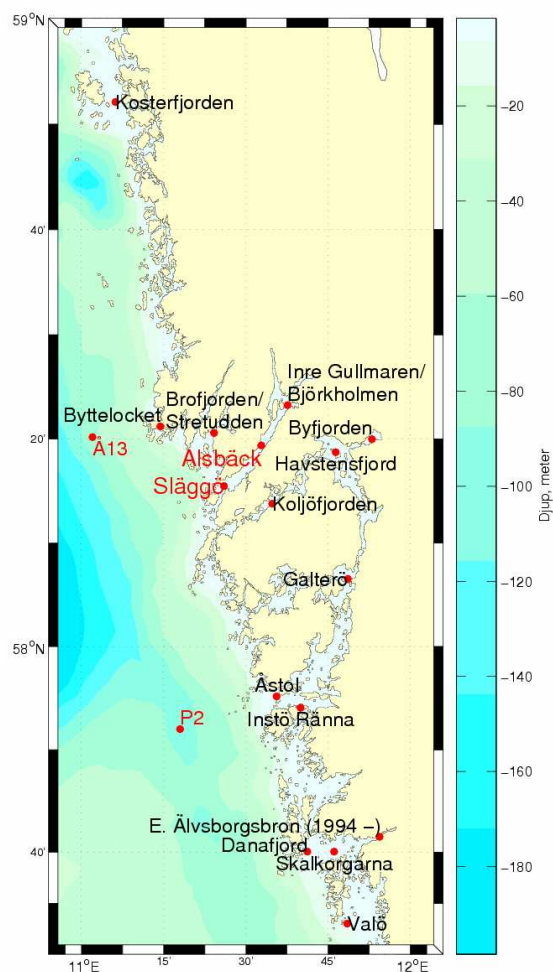 59°N
Kosterfjorden
-20
-40
40'
-60
Inre Gullmaren/
Björkholmen
Brofjorden/
Stretudden
Byttelocket
Byfjorden
-80
20'
Å13
Alsbäck
Havstensfjord
Släggö
-100
Djup, meter
Koljöfjorden
-120
Galterö
58°N
-140
Åstol
P2
Instö Ränna
-160
E. Älvsborgsbron (1994 –)
Danafjord
40'
Skalkorgarna
-180
Valö
11°E
15'
30'
45'
12°E